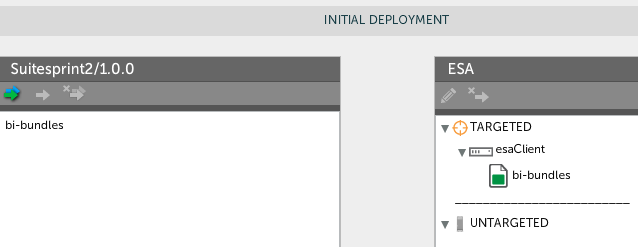 INITIAL DEPLOYMENT
Suitesprint2/1.0.0
bi-bundles
ESA
TARGETED
esaClient
bi-bundles
UNTARGETED